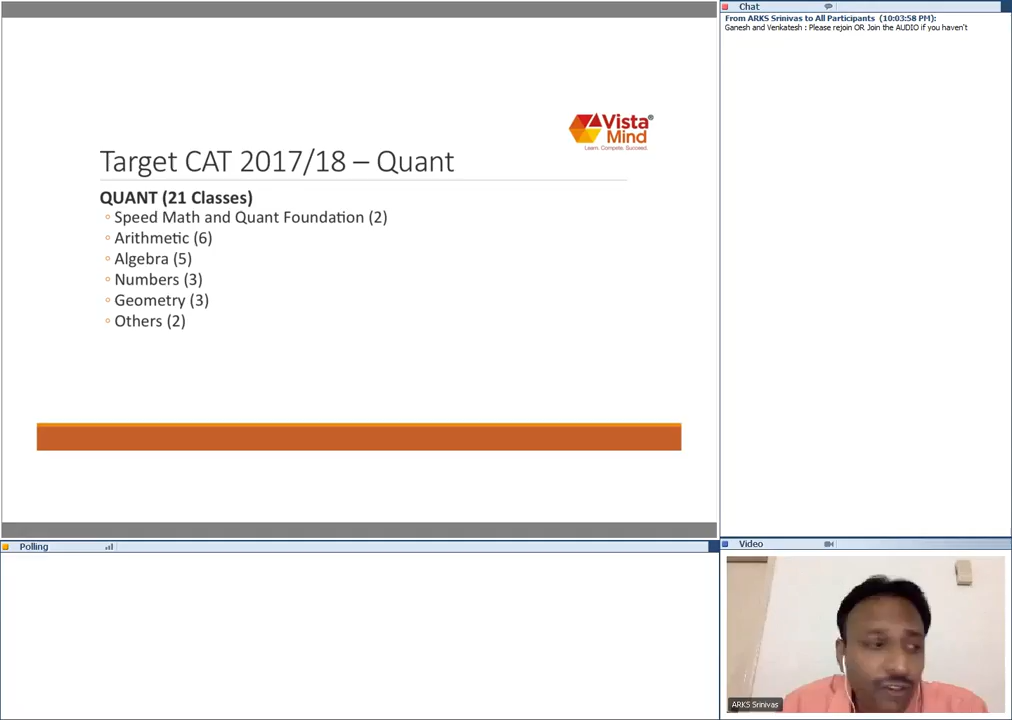 Chat
From ARKS Srinivas to All Participants (10:03:58 PM):
Ganesh and Venkatesh : Please rejoin OR Join the AUDIO if you haven't
Vista®
Mind
Learn. Compete. Succeed.
Target CAT 2017/18 – Quant
QUANT (21 Classes)
◦ Speed Math and Quant Foundation (2)
◦ Arithmetic (6)
◦ Algebra (5)
◦ Numbers (3)
◦ Geometry (3)
◦ Others (2)
Polling
Video
ARKS Srinivas